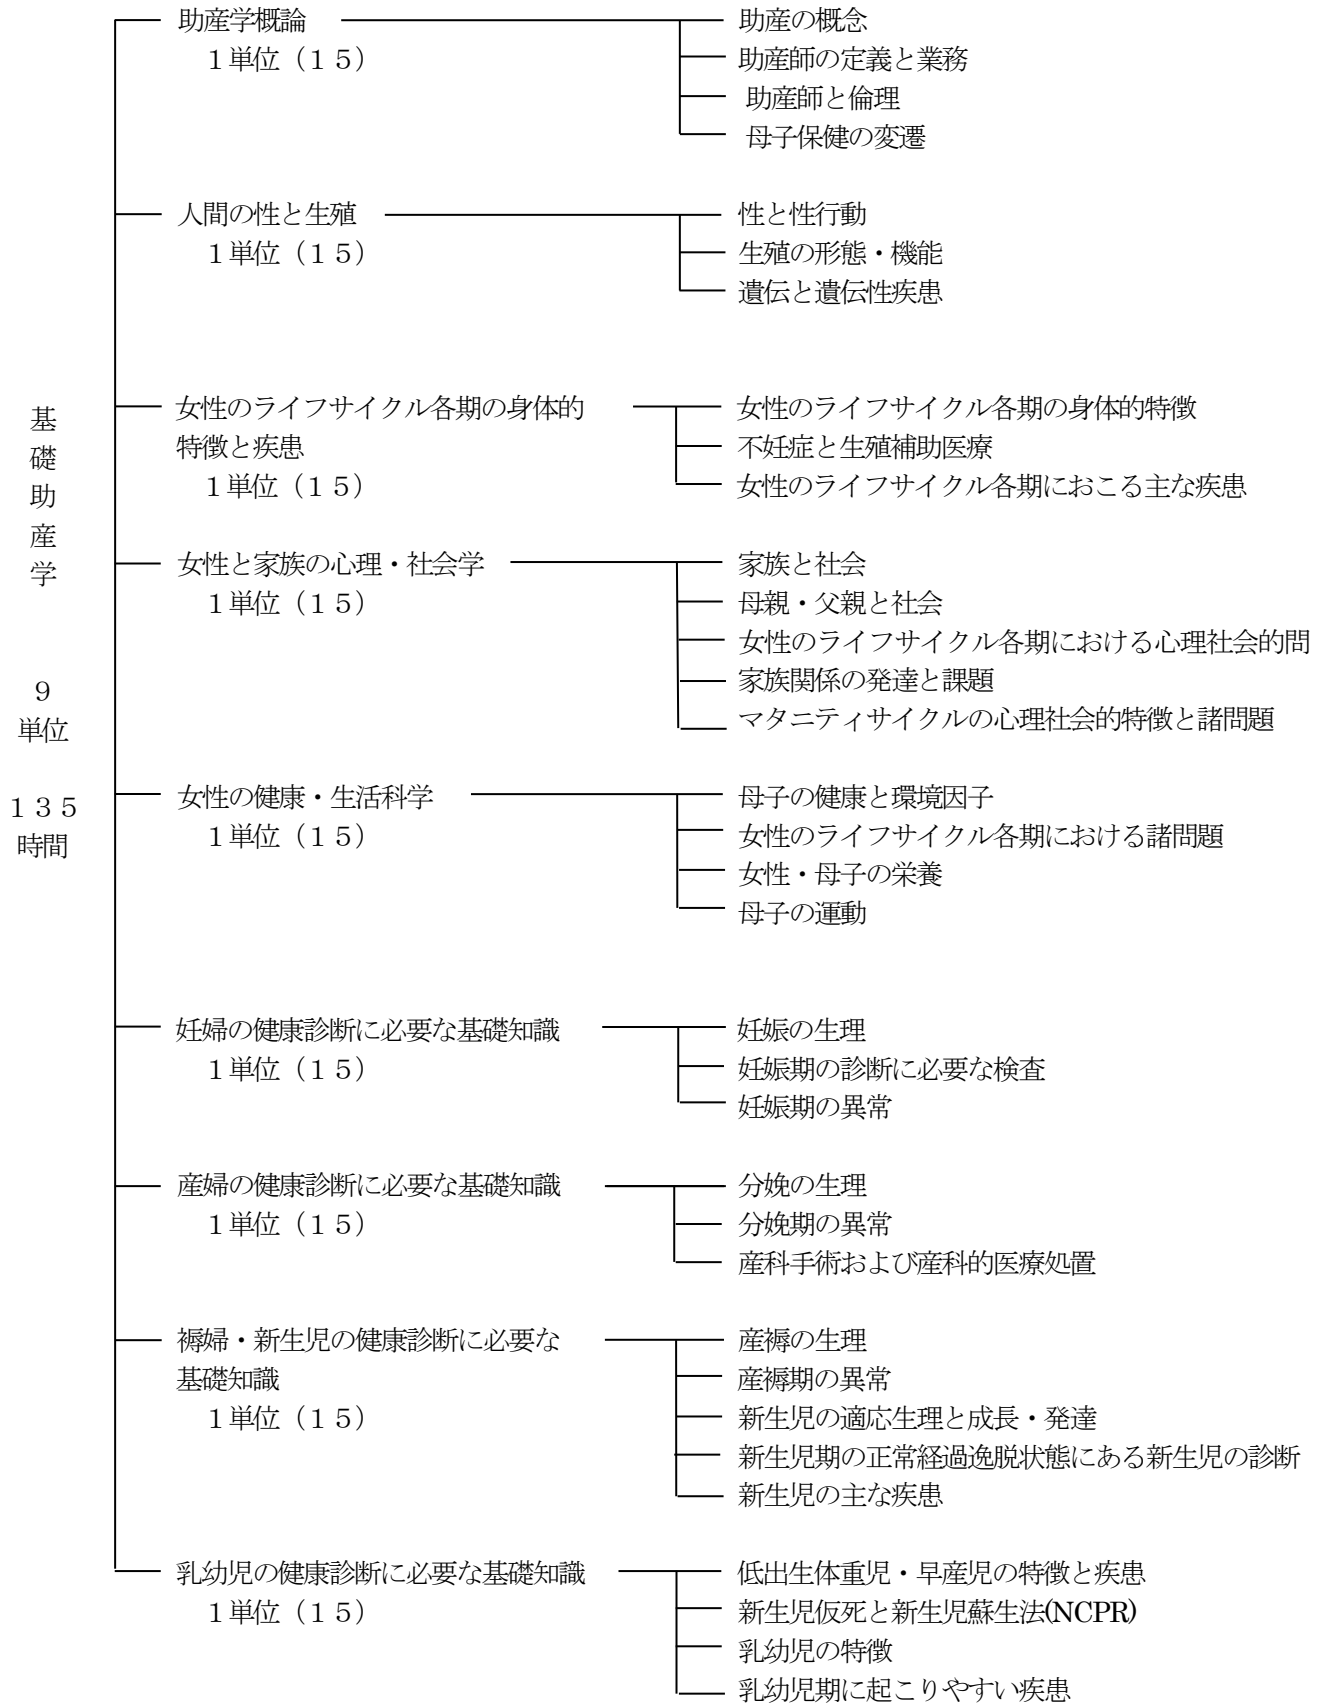 基礎助産学
９
単位
１３５
時間
助産学概論
１単位（１５）
助産の概念
助産師の定義と業務
助産師と倫理
母子保健の変遷
人間の性と生殖
１単位（１５）
性と性行動
生殖の形態・機能
遺伝と遺伝性疾患
女性のライフサイクル各期の身体的
特徴と疾患
１単位（１５）
女性のライフサイクル各期の身体的特徴
不妊症と生殖補助医療
女性のライフサイクル各期におこる主な疾患
女性と家族の心理・社会学
１単位（１５）
家族と社会
母親・父親と社会
女性のライフサイクル各期における心理社会的問
家族関係の発達と課題
マタニティサイクルの心理社会的特徴と諸問題
女性の健康・生活科学
１単位（１５）
母子の健康と環境因子
女性のライフサイクル各期における諸問題
女性・母子の栄養
母子の運動
妊婦の健康診断に必要な基礎知識
１単位（１５）
妊娠の生理
妊娠期の診断に必要な検査
妊娠期の異常
産婦の健康診断に必要な基礎知識
１単位（１５）
分娩の生理
分娩期の異常
産科手術および産科的医療処置
褥婦・新生児の健康診断に必要な
基礎知識
１単位（１５）
産褥の生理
産褥期の異常
新生児の適応生理と成長・発達
新生児期の正常経過逸脱状態にある新生児の診断
新生児の主な疾患
乳幼児の健康診断に必要な基礎知識
１単位（１５）
低出生体重児・早産児の特徴と疾患
新生児仮死と新生児蘇生法(NCPR)
乳幼児の特徴
乳幼児期に起こりやすい疾患